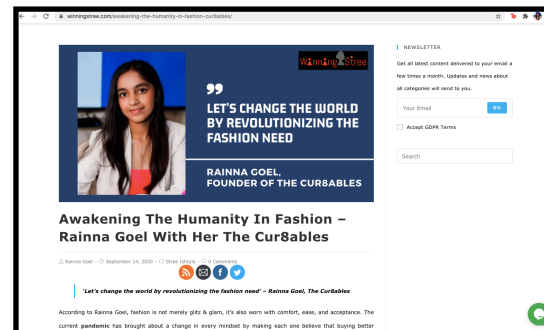 winningstree.com/awakening-the-humanity-in-fashion-cur8ables/
Winning Stree
LET'S CHANGE THE WORLD
BY REVOLUTIONIZING THE
FASHION NEED
RAINNA GOEL,
FOUNDER OF THE CUR8ABLES
Awakening The Humanity In Fashion –
Rainna Goel With Her The Cur8ables
Rainna Goel - September 14, 2020 - Stree Istyle - 0 Comments
'Let's change the world by revolutionizing the fashion need' – Rainna Goel, The Cur8ables
According to Rainna Goel, fashion is not merely glitz & glam, it's also worn with comfort, ease, and acceptance. The
current pandemic has brought about a change in every mindset by making each one believe that buying better
NEWSLETTER
Get all latest content delivered to your email a
few times a month. Updates and news about
all categories will send to you.
Your Email GO
Accept GDPR Terms
Search